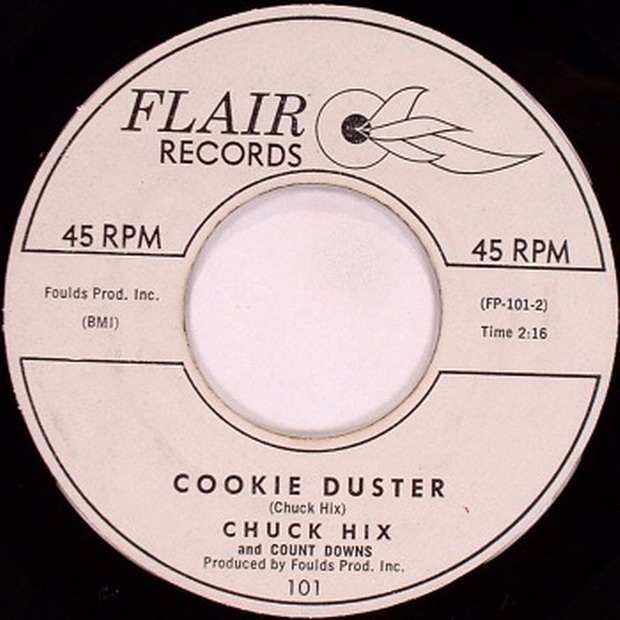 FLAIR
RECORDS
45 RPM
45 RPM
Foulds Prod. Inc.
(BMI)
(FP-101-2)
Time 2:16
COOKIE DUSTER
(Chuck Hix)
CHUCK HIX
and COUNT DOWNS
Produced by Foulds Prod. Inc.
101